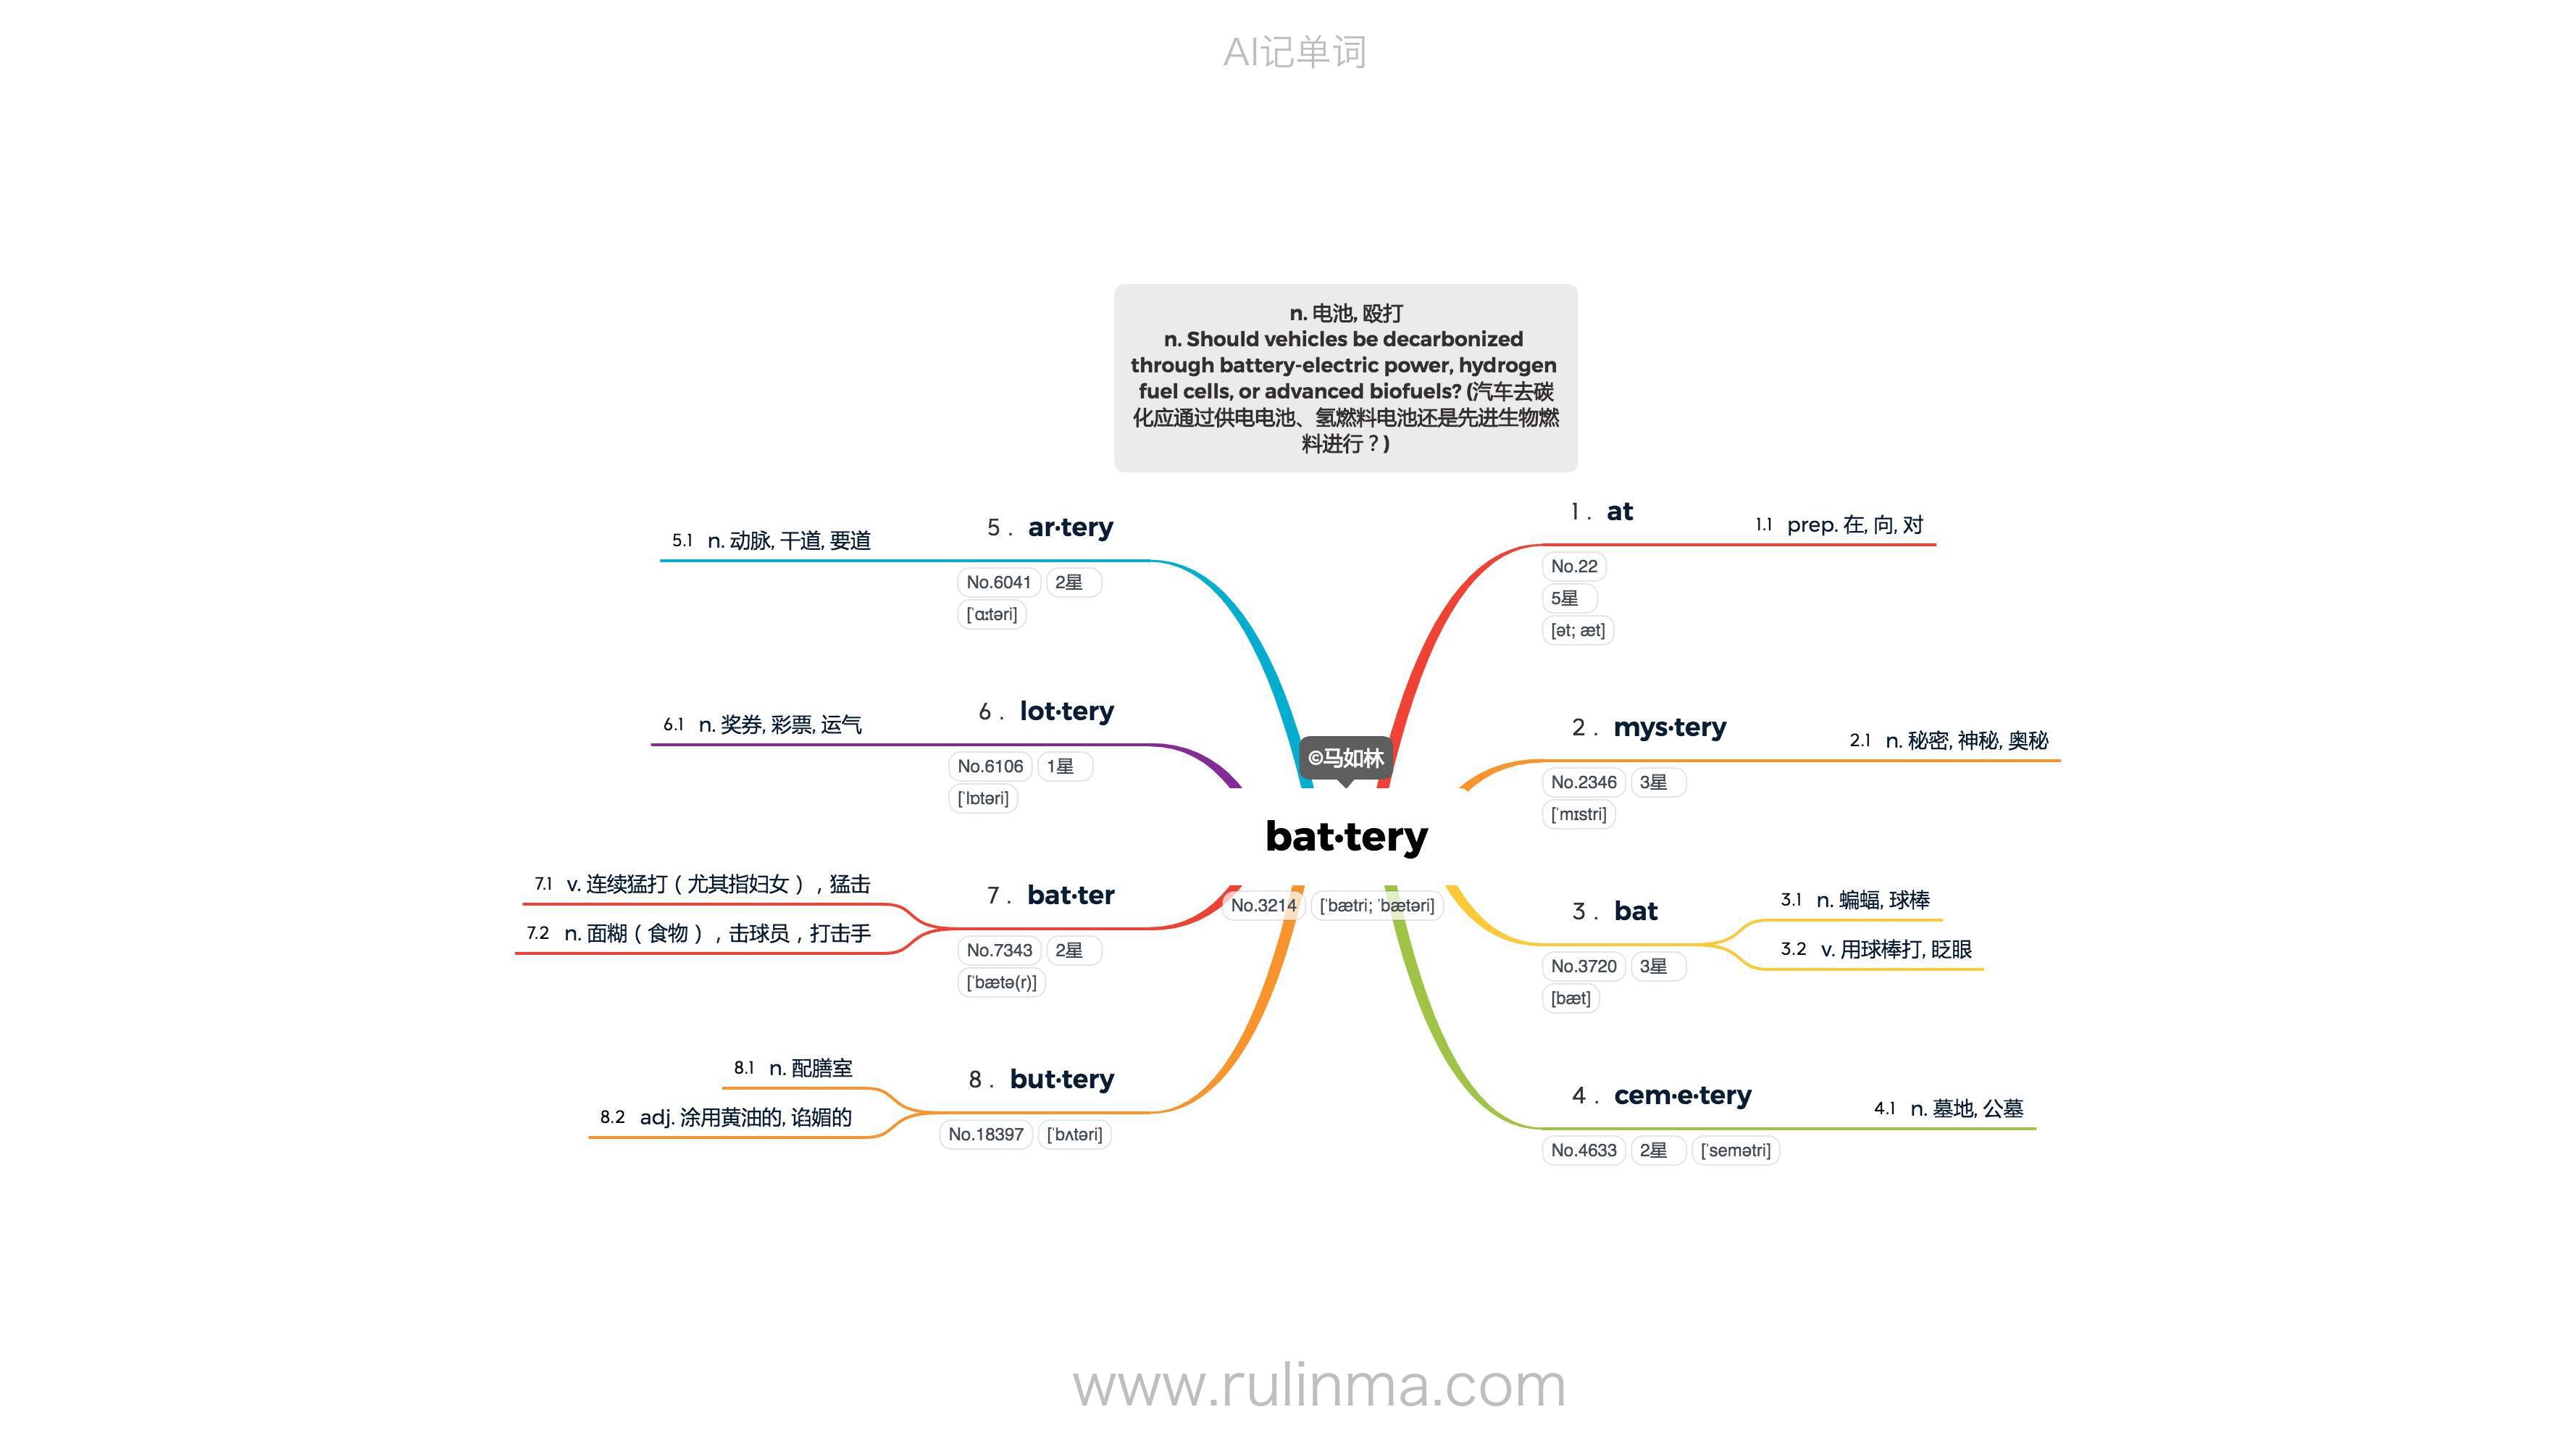 AI记单词
n. 电池, 殴打
n. Should vehicles be decarbonized
through battery-electric power, hydrogen
fuel cells, or advanced biofuels? (汽车去碳
化应通过供电电池、氢燃料电池还是先进生物燃
料进行？)
©马如林
bat·tery
No.3214 [ˈbætri; ˈbætəri]
1 . at
No.22
5星
[ət; æt]
1.1 prep. 在, 向, 对
2 . mys·tery
No.2346 3星
[ˈmɪstri]
2.1 n. 秘密, 神秘, 奥秘
3 . bat
No.3720 3星
[bæt]
3.1 n. 蝙蝠, 球棒
3.2 v. 用球棒打, 眨眼
4 . cem·e·tery
No.4633 2星 [ˈsemətri]
4.1 n. 墓地, 公墓
5 . ar·tery
No.6041 2星
[ˈɑːtəri]
5.1 n. 动脉, 干道, 要道
6 . lot·tery
No.6106 1星
[ˈlɒtəri]
6.1 n. 奖券, 彩票, 运气
7 . bat·ter
No.7343 2星
[ˈbætə(r)]
7.1 v. 连续猛打（尤其指妇女），猛击
7.2 n. 面糊（食物），击球员，打击手
8 . but·tery
No.18397 [ˈbʌtəri]
8.1 n. 配膳室
8.2 adj. 涂用黄油的, 谄媚的
www.rulinma.com